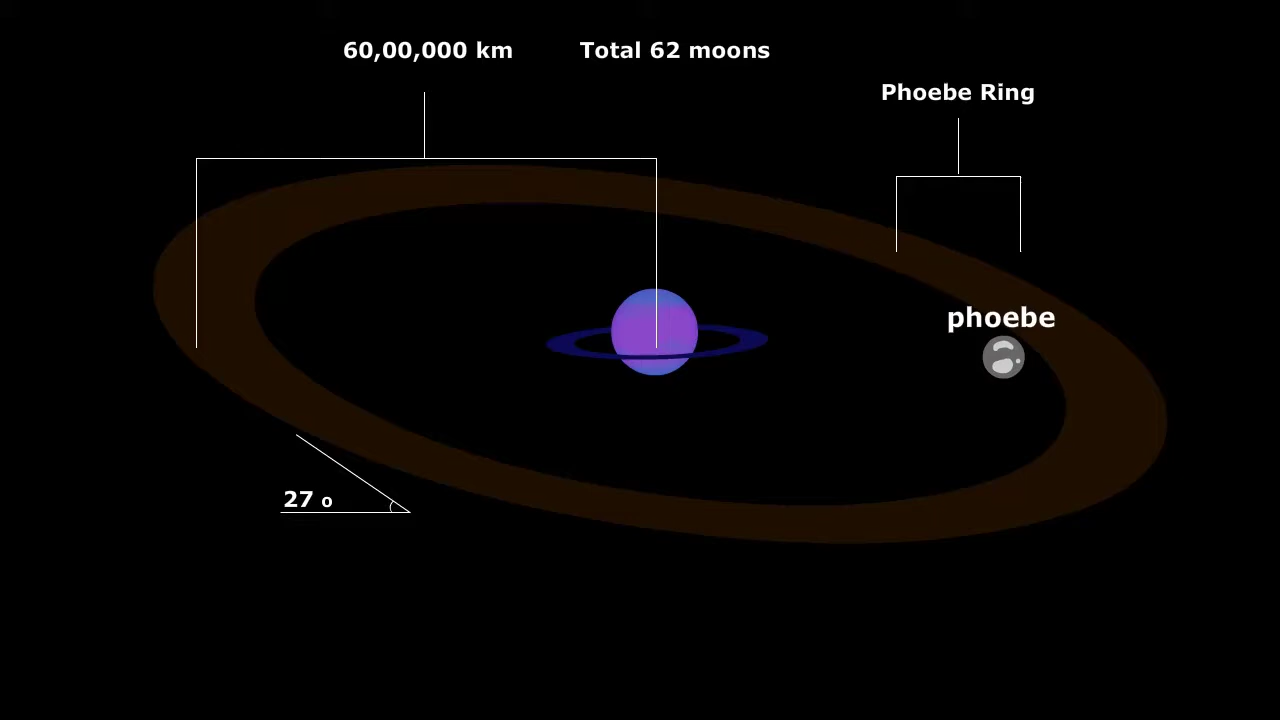 60,00,000 km
Total 62 moons
Phoebe Ring
phoebe
27 o